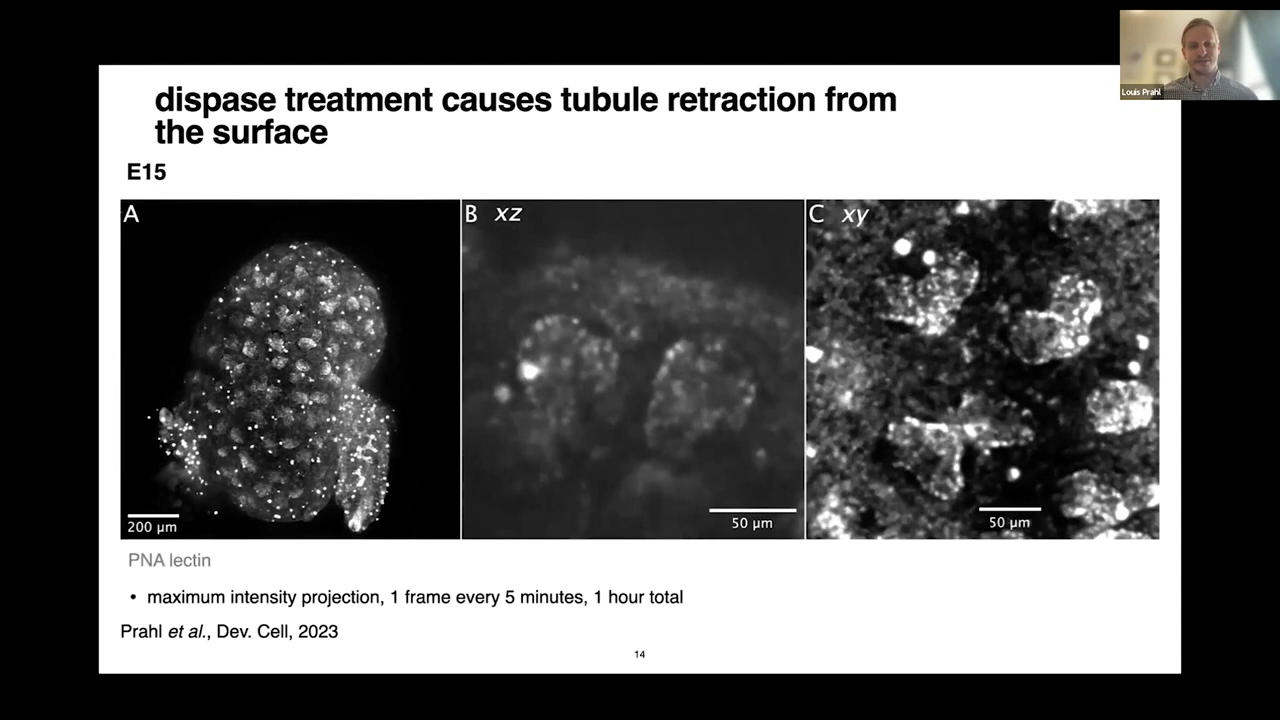 Louis Prahl
dispase treatment causes tubule retraction from
the surface
E15
A
B xz
C xy
200 µm
50 µm
50 µm
PNA lectin
• maximum intensity projection, 1 frame every 5 minutes, 1 hour total
Prahl et al., Dev. Cell, 2023
14